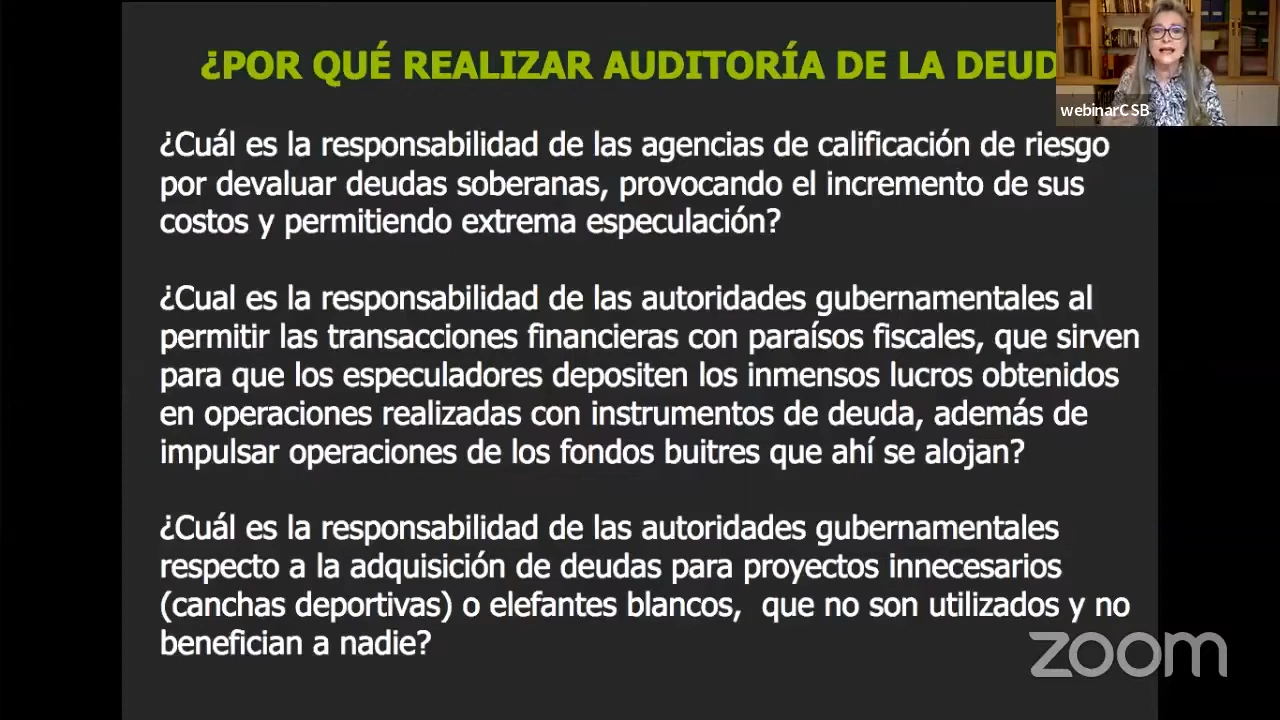 ¿POR QUÉ REALIZAR AUDITORÍA DE LA DEUD
webinarCSB
¿Cuál es la responsabilidad de las agencias de calificación de riesgo
por devaluar deudas soberanas, provocando el incremento de sus
costos y permitiendo extrema especulación?
¿Cual es la responsabilidad de las autoridades gubernamentales al
permitir las transacciones financieras con paraísos fiscales, que sirven
para que los especuladores depositen los inmensos lucros obtenidos
en operaciones realizadas con instrumentos de deuda, además de
impulsar operaciones de los fondos buitres que ahí se alojan?
¿Cuál es la responsabilidad de las autoridades gubernamentales
respecto a la adquisición de deudas para proyectos innecesarios
(canchas deportivas) o elefantes blancos, que no son utilizados y no
benefician a nadie?
zoom